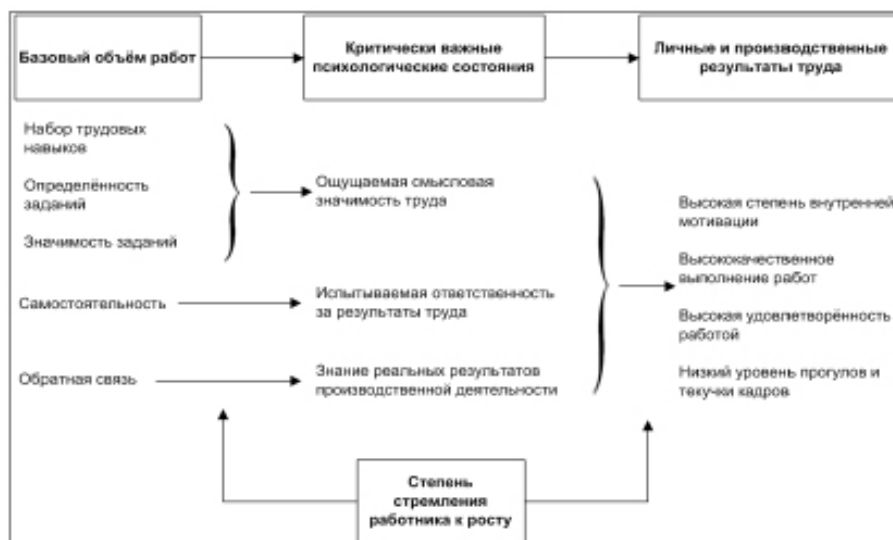 Базовый объём работ
Критически важные
психологические состояния
Личные и производственные
результаты труда
Набор трудовых
навыков
Определённость
заданий
Значимость заданий
Самостоятельность
Обратная связь
Ощущаемая смысловая
значимость труда
Испытываемая ответственность
за результаты труда
Знание реальных результатов
производственной деятельности
Высокая степень внутренней
мотивации
Высококачественное
выполнение работ
Высокая удовлетворённость
работой
Низкий уровень прогулов и
текучки кадров
Степень
стремления
работника к росту